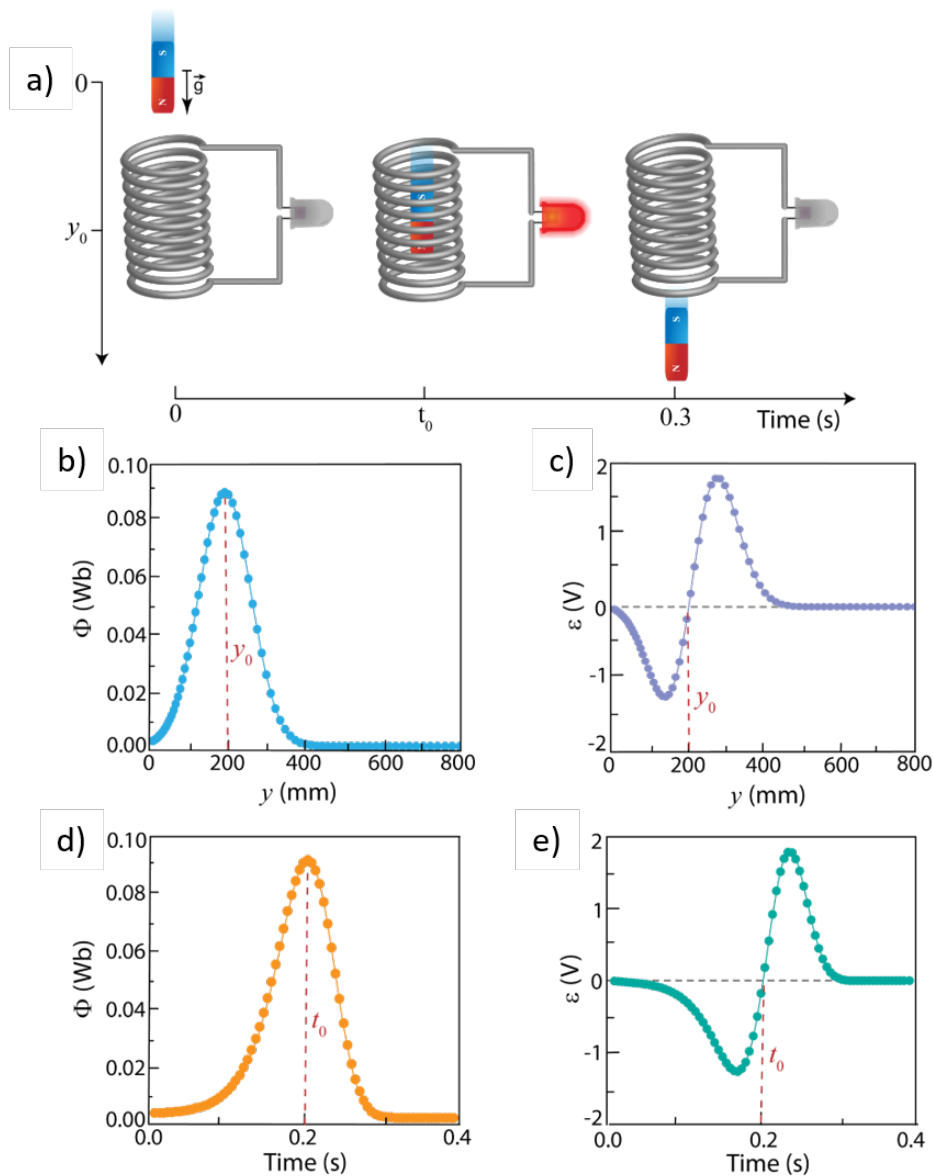 a)
0
S
N
g
y₀
S
S
N
0
t₀
0.3
Time (s)
b)
0.10
0.08
0.06
0.04
0.02
0.00
Φ (Wb)
y₀
0
200
400
600
800
y (mm)
c)
2
1
0
-1
-2
ε (V)
y₀
0
200
400
600
800
y (mm)
d)
0.10
0.08
0.06
0.04
0.02
0.00
Φ (Wb)
t₀
0.0
0.2
0.4
Time (s)
e)
2
1
0
-1
-2
ε (V)
t₀
0.0
0.2
0.4
Time (s)